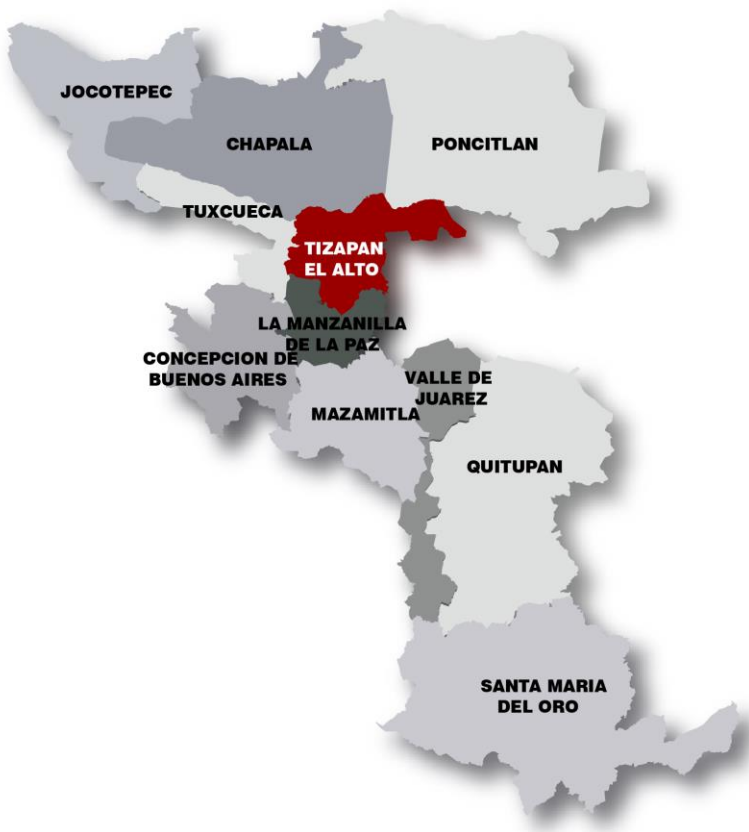 JOCOTEPEC
CHAPALA
PONCITLAN
TUXCUECA
TIZAPAN
EL ALTO
LA MANZANILLA
DE LA PAZ
CONCEPCION DE
BUENOS AIRES
VALLE DE
JUAREZ
MAZAMITLA
QUITUPAN
SANTA MARIA
DEL ORO